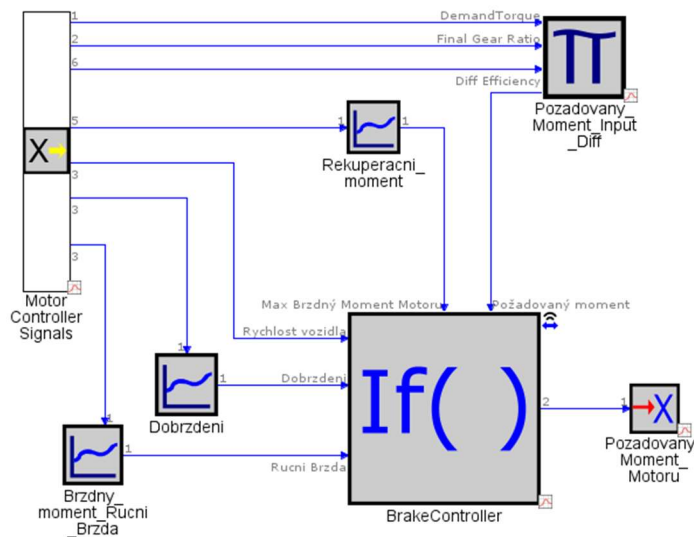 1
DemandTorque
2
Final Gear Ratio
6
Diff Efficiency
Pozadovany_
Moment_Input
_Diff
5
1
1
Rekuperacni_
moment
X
3
3
3
Motor
Controller
Signals
Max Brzdný Moment Motoru
Požadovaný moment
Rychlost vozidla
1
1
Dobrzdeni
Dobrzdeni
If( )
2
1
X
Pozadovany_
Moment_
Motoru
1
1
Rucni Brzda
Brzdny_
moment_Rucni
_Brzda
BrakeController